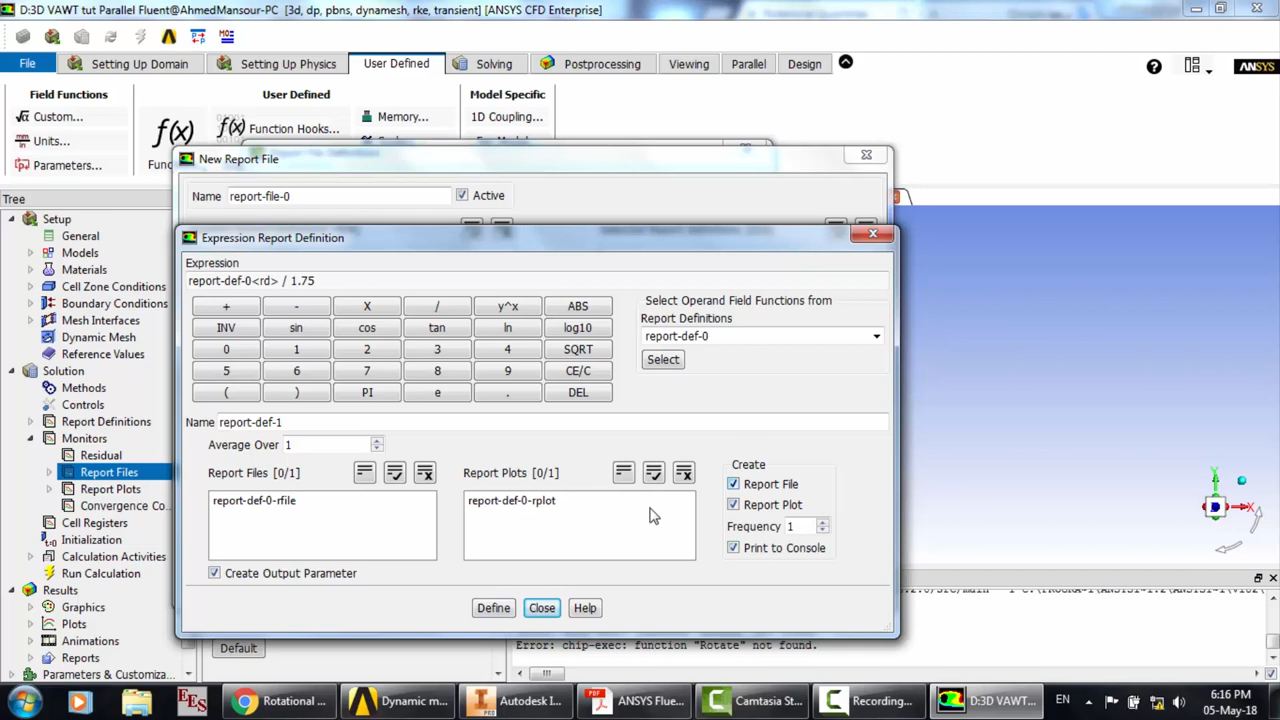 D:3D VAWT tut Parallel Fluent@AhmedMansour-PC [3d, dp, pbns, dynamesh, rke, transient] [ANSYS CFD Enterprise]
File
Setting Up Domain
Setting Up Physics
User Defined
Solving
Postprocessing
Viewing
Parallel
Design
ANSYS
Field Functions
User Defined
Model Specific
Custom...
Function Hooks...
Memory...
1D Coupling...
Units...
Parameters...
New Report File
Name report-file-0
Active
Tree
Setup
General
Models
Materials
Cell Zone Conditions
Boundary Conditions
Mesh Interfaces
Dynamic Mesh
Reference Values
Solution
Methods
Controls
Report Definitions
Monitors
Residual
Report Files
Report Plots
Convergence Co...
Cell Registers
Initialization
Calculation Activities
Run Calculation
Results
Graphics
Plots
Animations
Reports
Parameters & Customiza...
Expression Report Definition
Expression
report-def-0<rd> / 1.75
+ - X / y^x ABS
INV sin cos tan ln log10
0 1 2 3 4 SQRT
5 6 7 8 9 CE/C
( ) PI e . DEL
Select Operand Field Functions from
Report Definitions
report-def-0
Select
Name report-def-1
Average Over 1
Report Files [0/1]
report-def-0-rfile
Report Plots [0/1]
report-def-0-rplot
Create
Report File
Report Plot
Frequency 1
Print to Console
Create Output Parameter
Define
Close
Help
Default
Error: chip-exec: function "Rotate" not found.
Y
X
EES
Rotational ...
Dynamic m...
Autodesk I...
ANSYS Flue...
Camtasia St...
Recording...
D:3D VAWT...
EN
6:16 PM
05-May-18